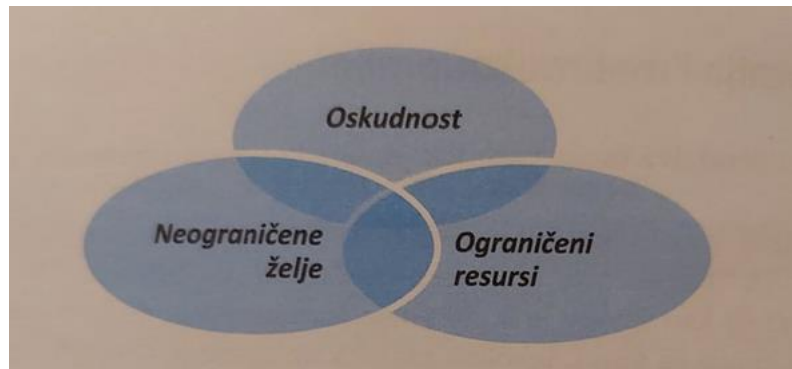 Oskudnost
Neograničene
želje
Ograničeni
resursi